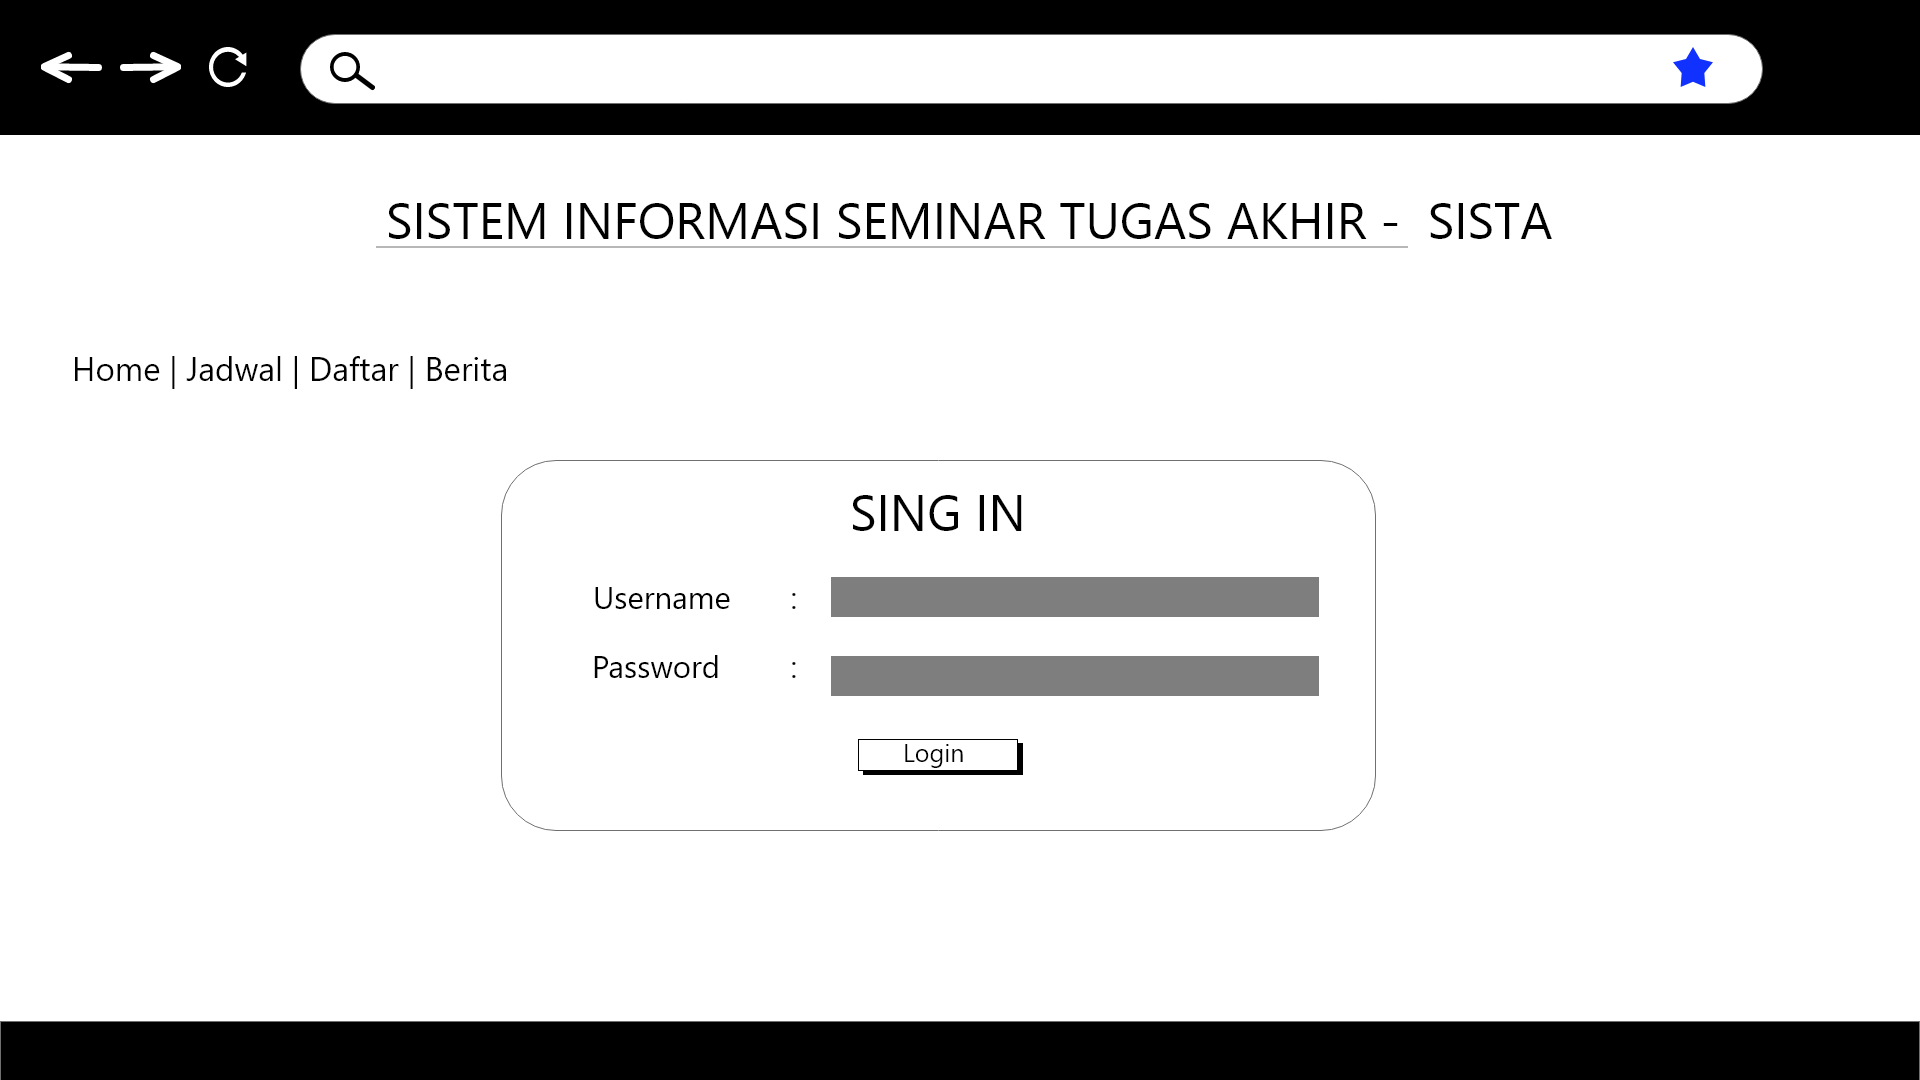 SISTEM INFORMASI SEMINAR TUGAS AKHIR - SISTA
Home | Jadwal | Daftar | Berita
SING IN
Username :
Password :
Login